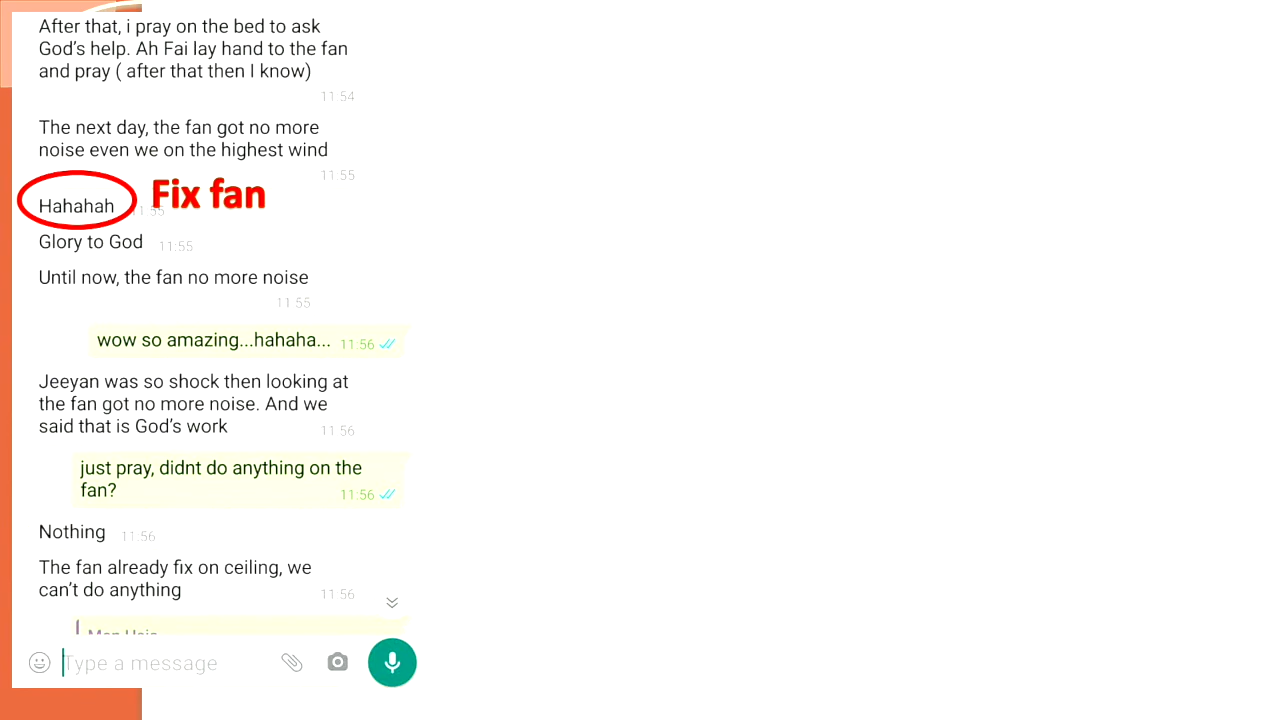 After that, i pray on the bed to ask
God's help. Ah Fai lay hand to the fan
and pray ( after that then I know)
11:54
The next day, the fan got no more
noise even we on the highest wind
11:55
Hahahah 11:55
Fix fan
Glory to God 11:55
Until now, the fan no more noise
11:55
wow so amazing...hahaha... 11:56
Jeeyan was so shock then looking at
the fan got no more noise. And we
said that is God's work 11:56
just pray, didnt do anything on the
fan? 11:56
Nothing 11:56
The fan already fix on ceiling, we
can't do anything 11:56
Type a message